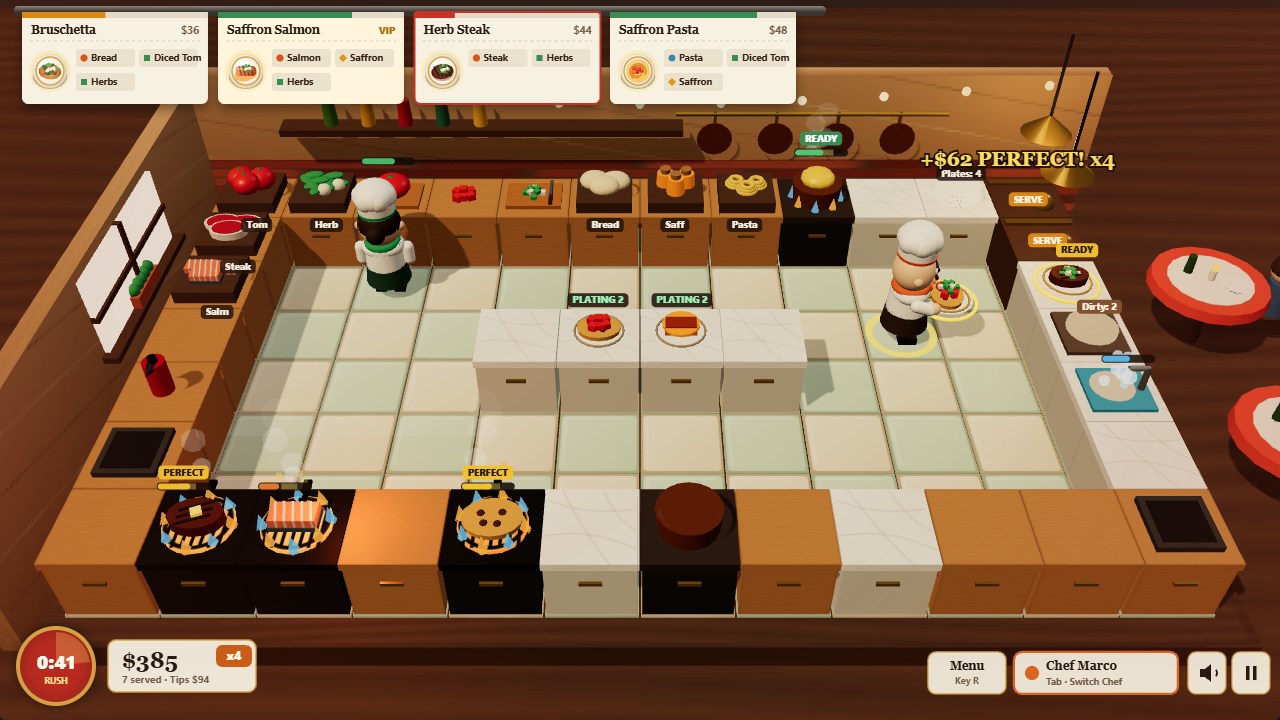 Bruschetta $36
Bread
Diced Tom
Herbs
Saffron Salmon VIP
Salmon
Saffron
Herbs
Herb Steak $44
Steak
Herbs
Saffron Pasta $48
Pasta
Diced Tom
Saffron
READY
+$62 PERFECT! x4
Plates: 4
SERVE
Tom
Herb
Bread
Saff
Pasta
SERVE
READY
Steak
Salm
PLATING 2
PLATING 2
Dirty: 2
PERFECT
PERFECT
0:41
RUSH
$385
x4
7 served · Tips $94
Menu
Key R
Chef Marco
Tab · Switch Chef